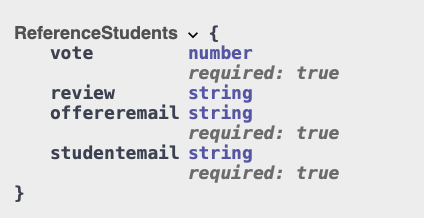 ReferenceStudents {
vote number
required: true
review string
offereremail string
required: true
studentemail string
required: true
}